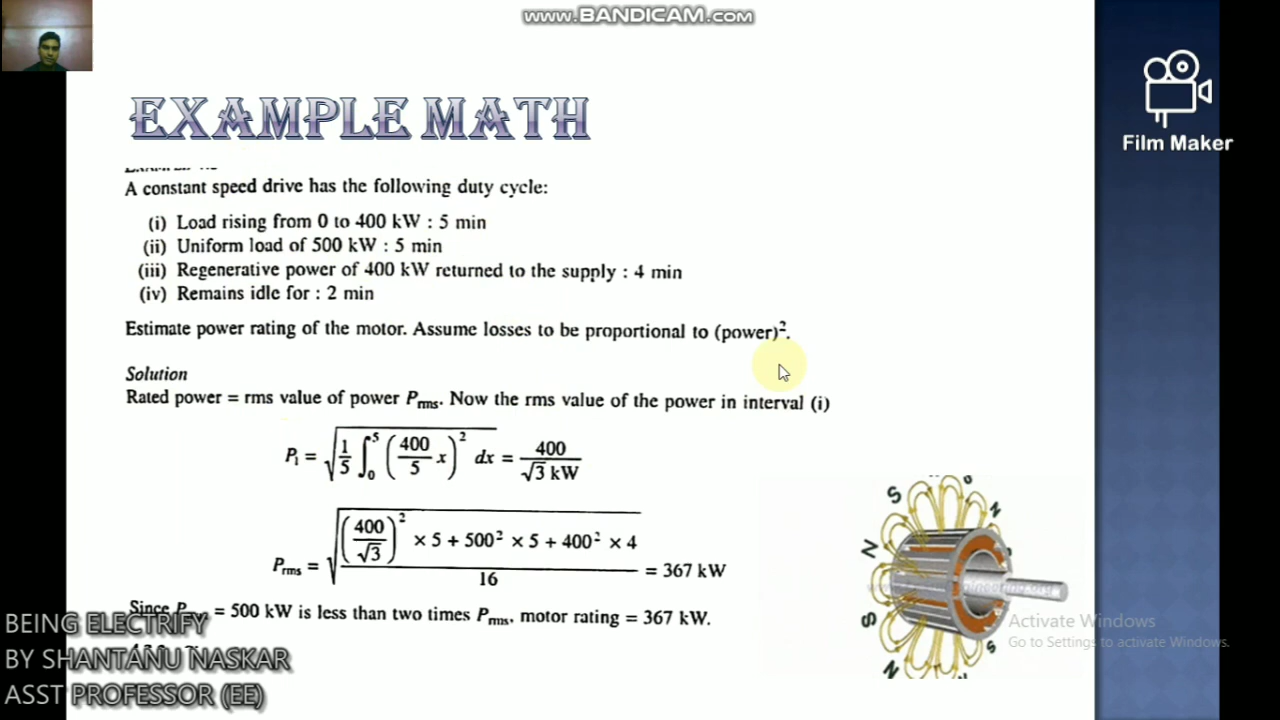 www.BANDICAM.com
Film Maker
EXAMPLE MATH
A constant speed drive has the following duty cycle:
(i) Load rising from 0 to 400 kW : 5 min
(ii) Uniform load of 500 kW : 5 min
(iii) Regenerative power of 400 kW returned to the supply : 4 min
(iv) Remains idle for : 2 min
Estimate power rating of the motor. Assume losses to be proportional to (power)².
Solution
Rated power = rms value of power Prms. Now the rms value of the power in interval (i)
P₁ = √(1/5 ∫₀⁵ (400/5 x)² dx) = 400/√3 kW
Prms = √(((400/√3)² × 5 + 500² × 5 + 400² × 4)/16) = 367 kW
Since = 500 kW is less than two times Prms, motor rating = 367 kW.
BEING ELECTRIFY
BY SHANTANU NASKAR
ASST PROFESSOR (EE)
S
N
N
S
S
N
Activate Windows
Go to Settings to activate Windows.